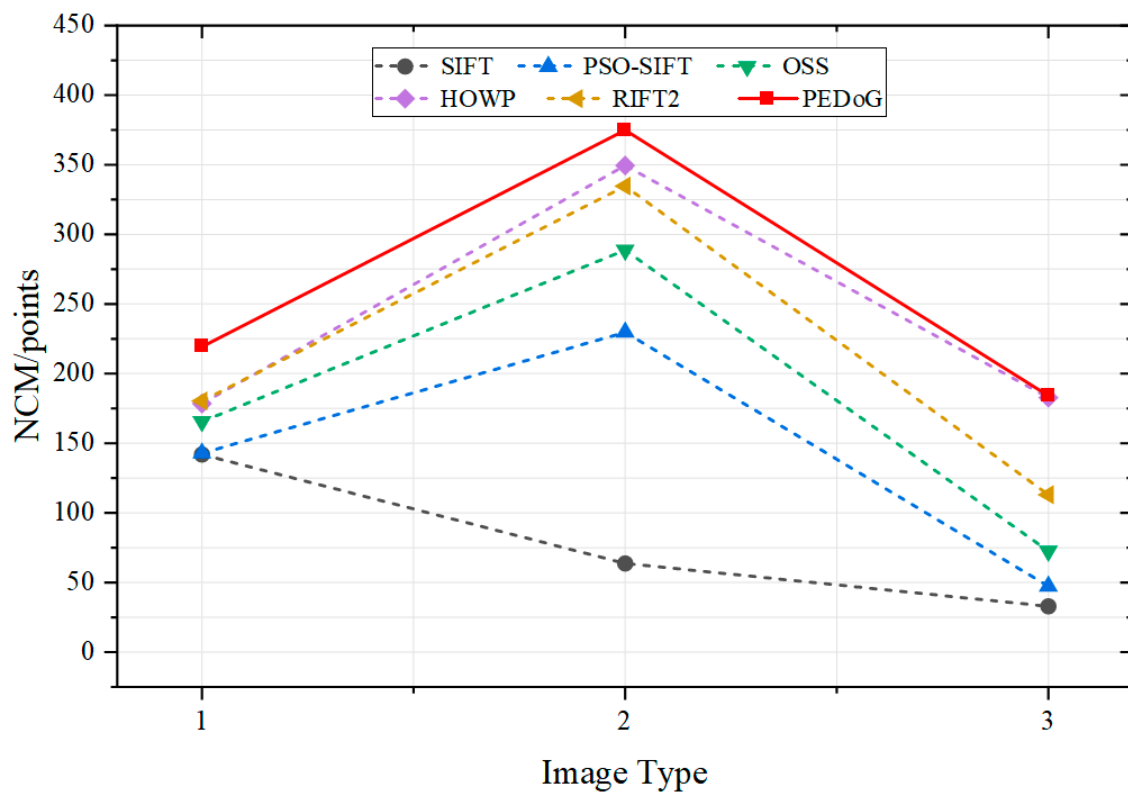 450
400
350
300
250
200
150
100
50
0
NCM/points
SIFT PSO-SIFT OSS
HOWP RIFT2 PEDoG
1 2 3
Image Type